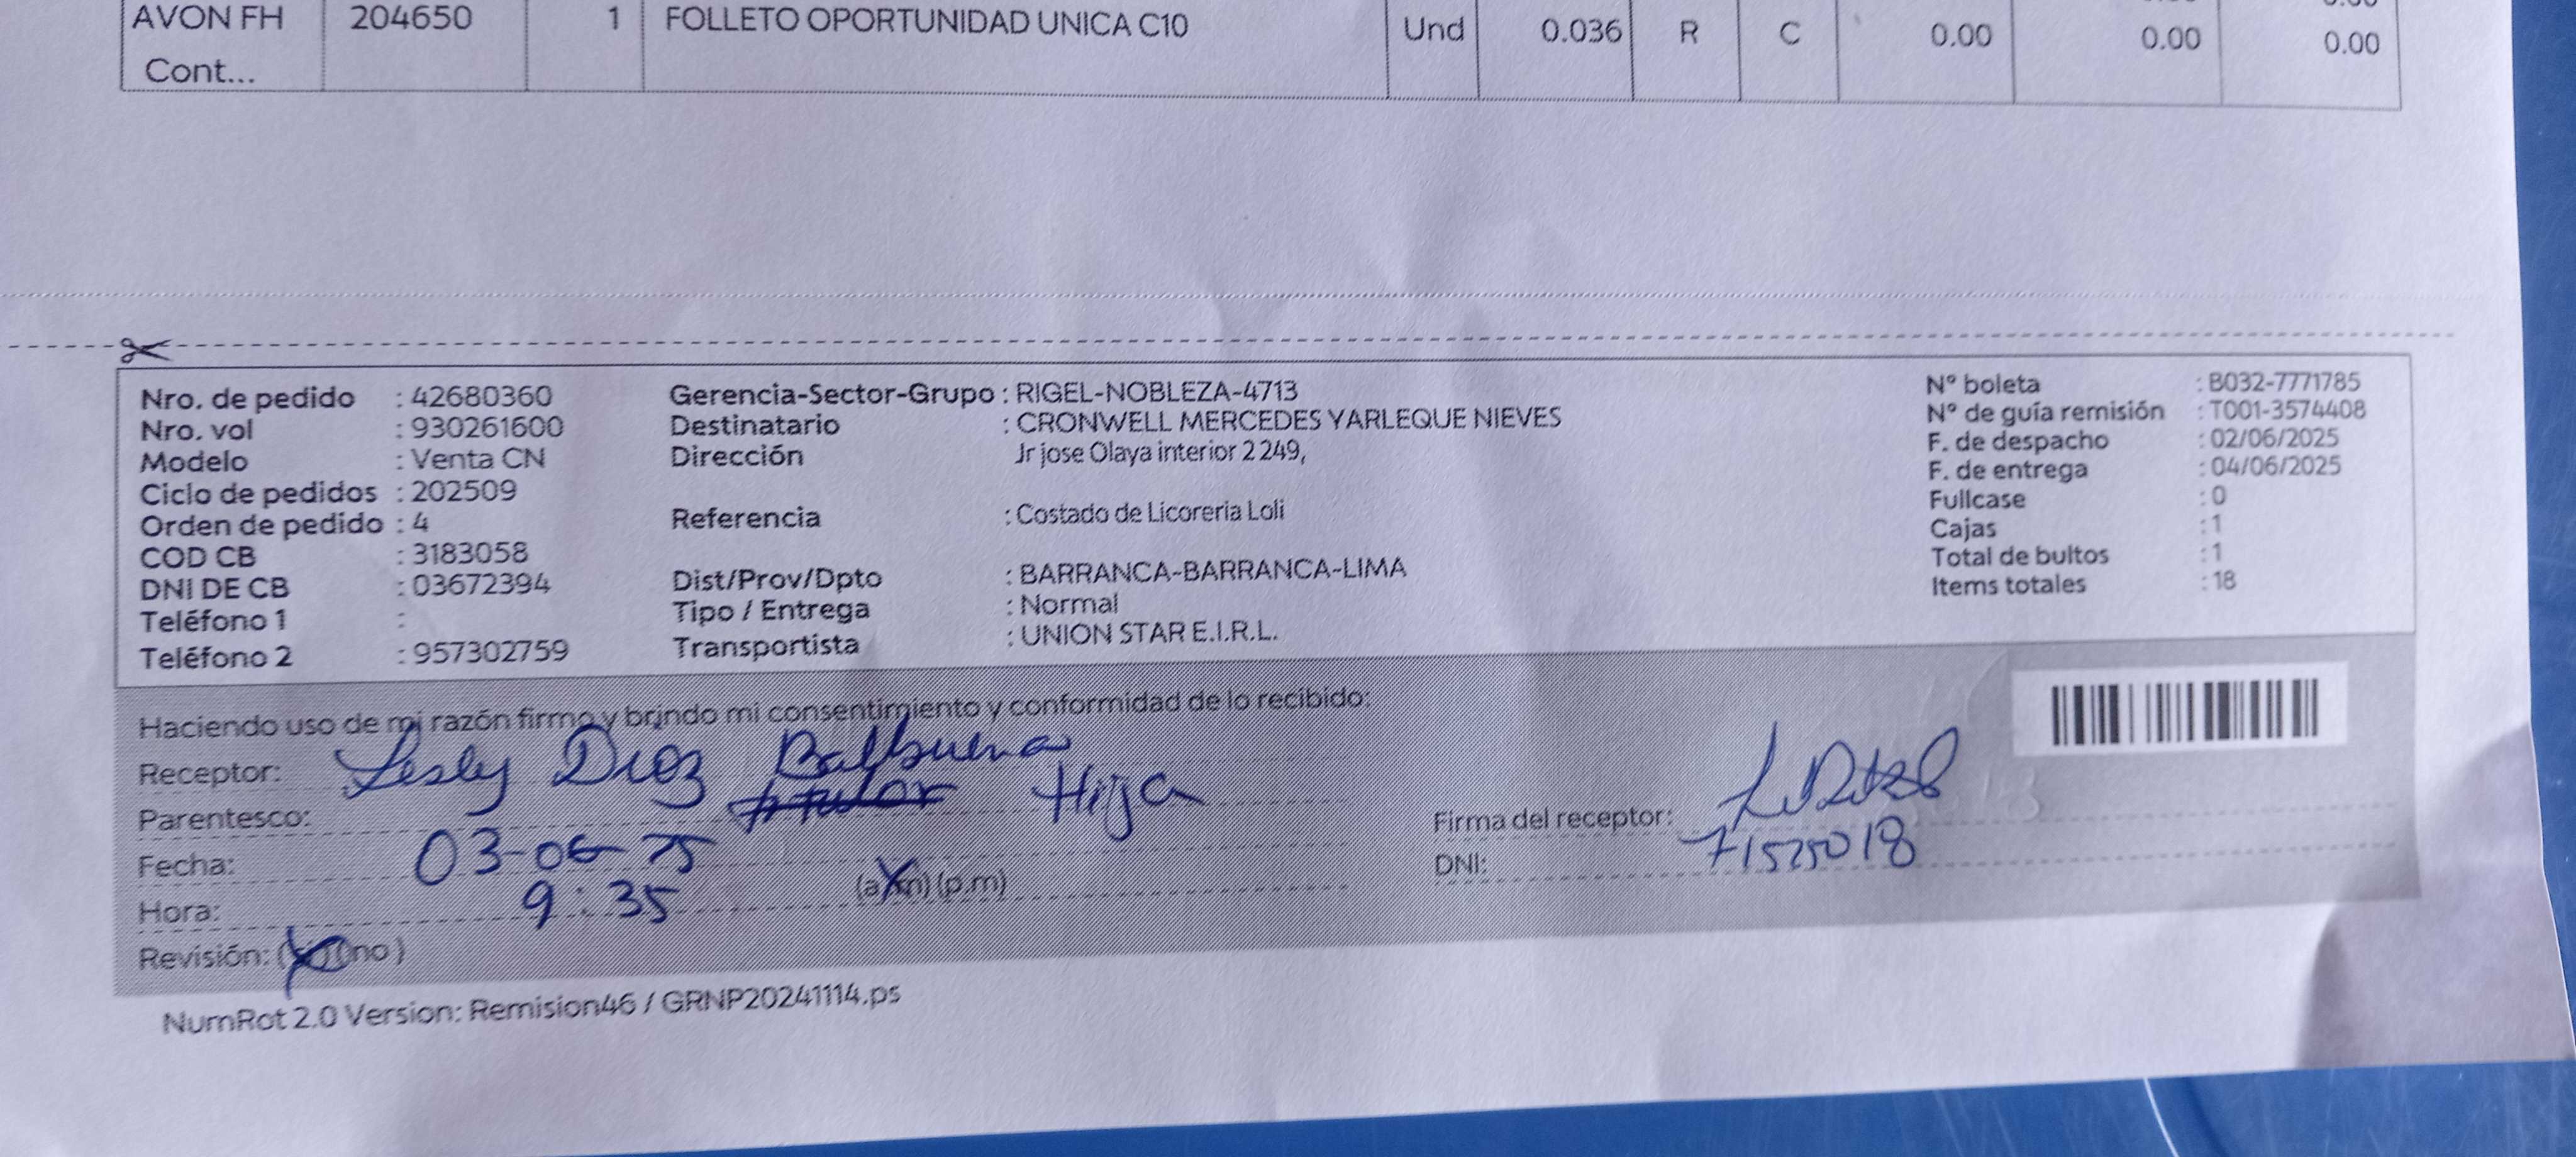 AVON FH 204650 1 FOLLETO OPORTUNIDAD UNICA C10 Und 0.036 R C 0.00 0.00 0.00
Cont...
Nro. de pedido : 42680360
Nro. vol : 930261600
Modelo : Venta CN
Ciclo de pedidos : 202509
Orden de pedido : 4
COD CB : 3183058
DNI DE CB : 03672394
Teléfono 1 :
Teléfono 2 : 957302759
Gerencia-Sector-Grupo : RIGEL-NOBLEZA-4713
Destinatario : CRONWELL MERCEDES YARLEQUE NIEVES
Dirección Jr jose Olaya interior 2 249,
Referencia : Costado de Licoreria Loli
Dist/Prov/Dpto : BARRANCA-BARRANCA-LIMA
Tipo / Entrega : Normal
Transportista : UNION STAR E.I.R.L.
N° boleta : B032-7771785
N° de guía remisión : T001-3574408
F. de despacho : 02/06/2025
F. de entrega : 04/06/2025
Fullcase : 0
Cajas : 1
Total de bultos : 1
Items totales : 18
Haciendo uso de mi razón firmo y brindo mi consentimiento y conformidad de lo recibido:
Receptor: Lesly Diaz Balbuena
Parentesco: Hija
Fecha: 03-06-25
Hora: 9:35 (a.m) (p.m)
Revisión: (no)
Firma del receptor:
DNI: 71525018
NumRot 2.0 Version: Remision46 / GRNP20241114.ps